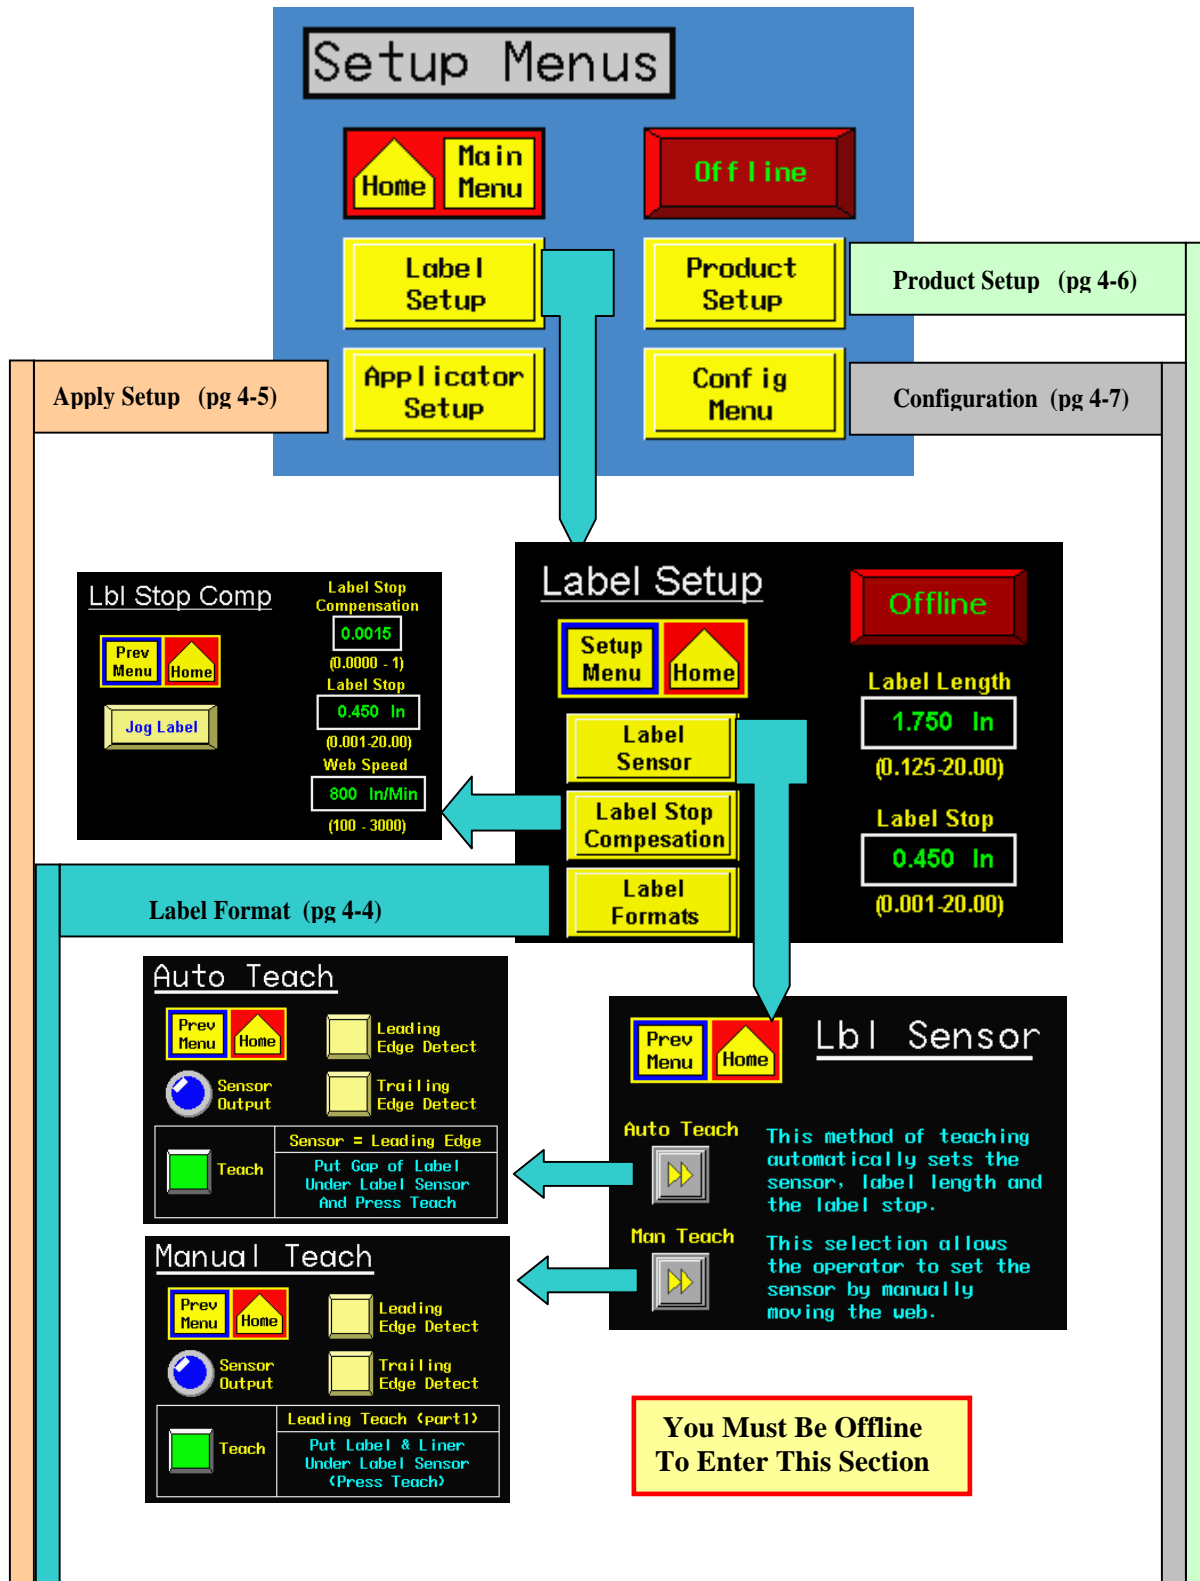 Setup Menus
Home
Main
Menu
Offline
Label
Setup
Product
Setup
Product Setup (pg 4-6)
Apply Setup (pg 4-5)
Applicator
Setup
Config
Menu
Configuration (pg 4-7)
Lbl Stop Comp
Prev
Menu
Home
Jog Label
Label Stop
Compensation
0.0015
(0.0000 - 1)
Label Stop
0.450 In
(0.001-20.00)
Web Speed
800 In/Min
(100 - 3000)
Label Setup
Offline
Setup
Menu
Home
Label
Sensor
Label Stop
Compesation
Label
Formats
Label Length
1.750 In
(0.125-20.00)
Label Stop
0.450 In
(0.001-20.00)
Label Format (pg 4-4)
Auto Teach
Prev
Menu
Home
Leading
Edge Detect
Sensor
Output
Trailing
Edge Detect
Teach
Sensor = Leading Edge
Put Gap of Label
Under Label Sensor
And Press Teach
Prev
Menu
Home
Lbl Sensor
Auto Teach
This method of teaching
automatically sets the
sensor, label length and
the label stop.
Man Teach
This selection allows
the operator to set the
sensor by manually
moving the web.
Manual Teach
Prev
Menu
Home
Leading
Edge Detect
Sensor
Output
Trailing
Edge Detect
Teach
Leading Teach (part1)
Put Label & Liner
Under Label Sensor
(Press Teach)
You Must Be Offline
To Enter This Section